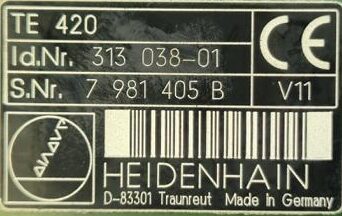 TE 420
Id.Nr. 313 038-01
S.Nr. 7 981 405 B
V11
CE
HEIDENHAIN
D-83301 Traunreut Made in Germany